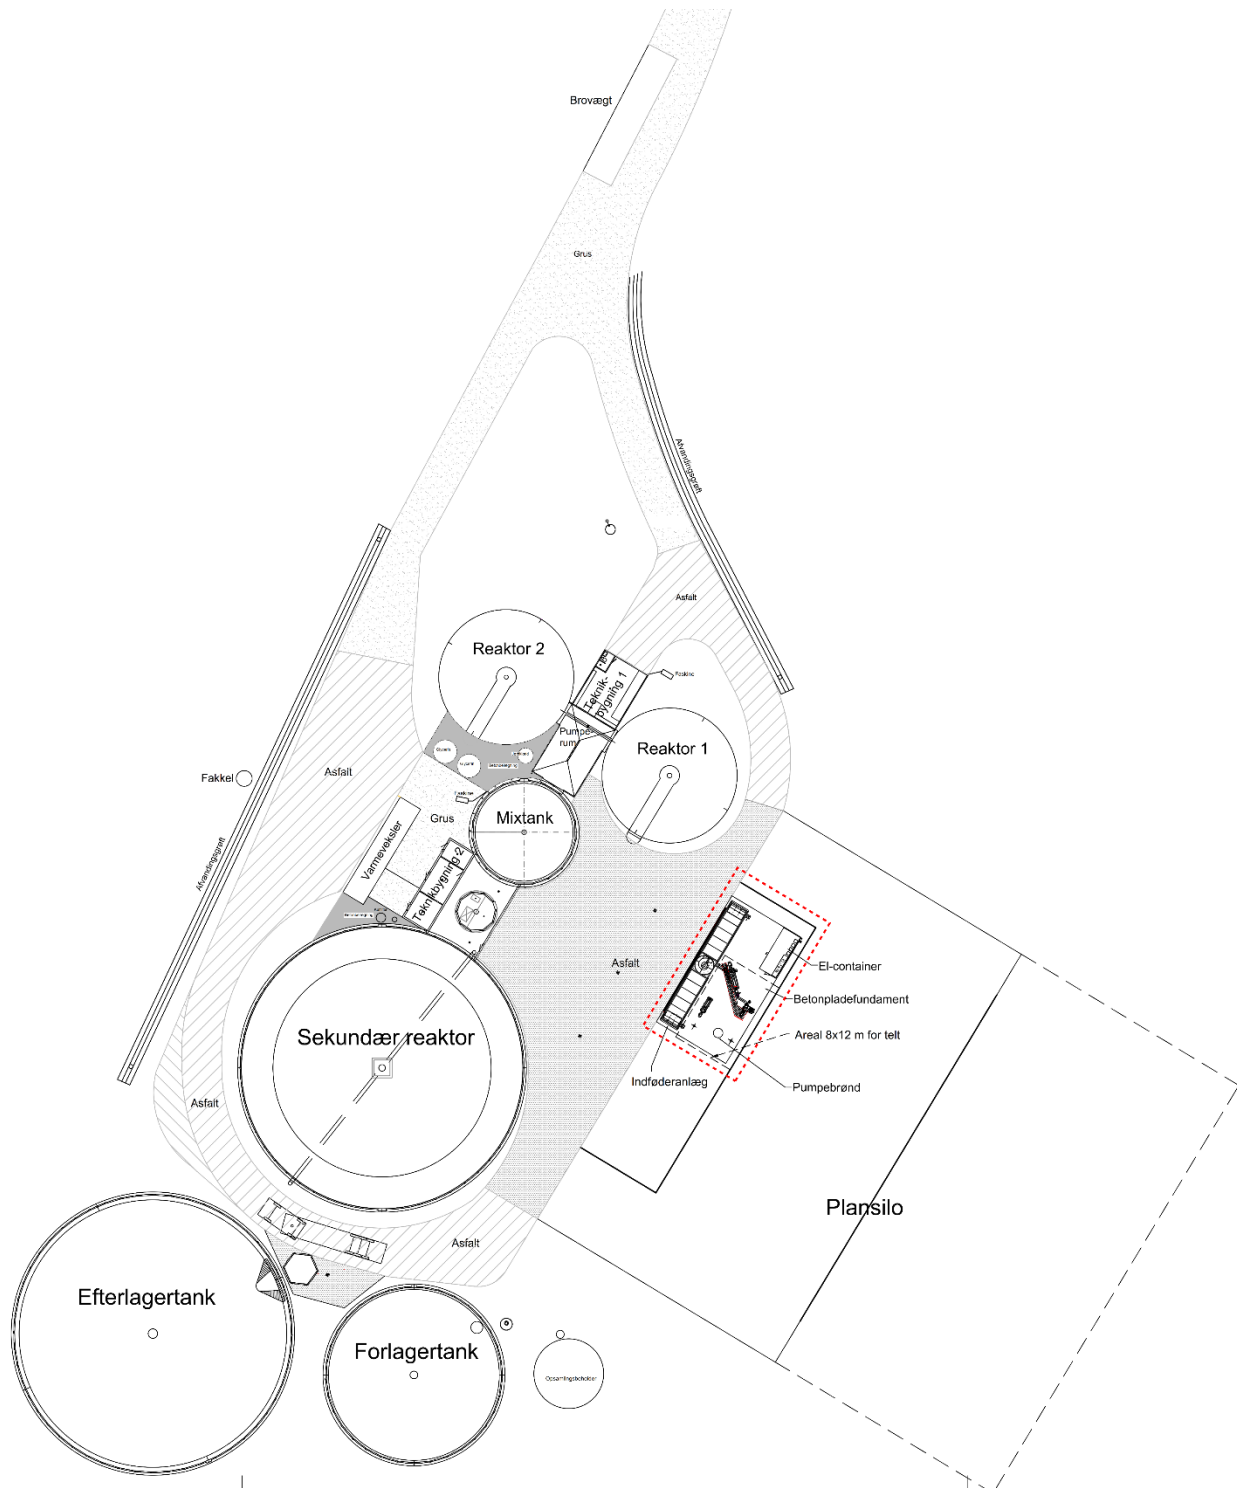 Brovægt
Grus
Afvandingsgrøft
Asfalt
Reaktor 2
Teknik-
bygning 1
Faskine
Pumpe-
rum
Reaktor 1
Fakkel
Asfalt
Afvandingsgrøft
Faskine
Mixtank
Grus
Varmeveksler
Teknikbygning 2
Asfalt
El-container
Betonpladefundament
Areal 8x12 m for telt
Indføderanlæg
Pumpebrønd
Sekundær reaktor
Asfalt
Plansilo
Asfalt
Efterlagertank
Forlagertank
Opsamlingsbeholder